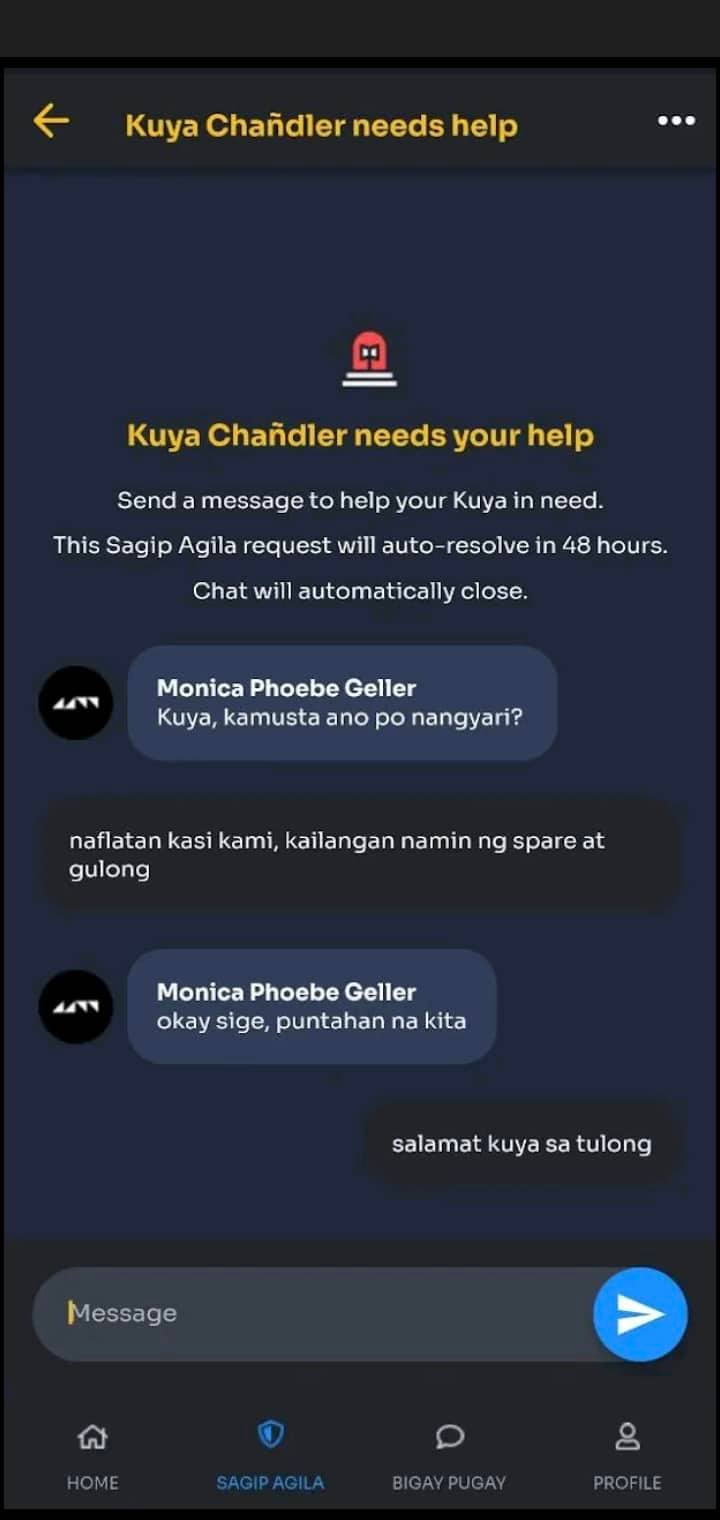 Kuya Chañdler needs help
Kuya Chañdler needs your help
Send a message to help your Kuya in need.
This Sagip Agila request will auto-resolve in 48 hours.
Chat will automatically close.
Monica Phoebe Geller
Kuya, kamusta ano po nangyari?
naflatan kasi kami, kailangan namin ng spare at
gulong
Monica Phoebe Geller
okay sige, puntahan na kita
salamat kuya sa tulong
Message
HOME
SAGIP AGILA
BIGAY PUGAY
PROFILE